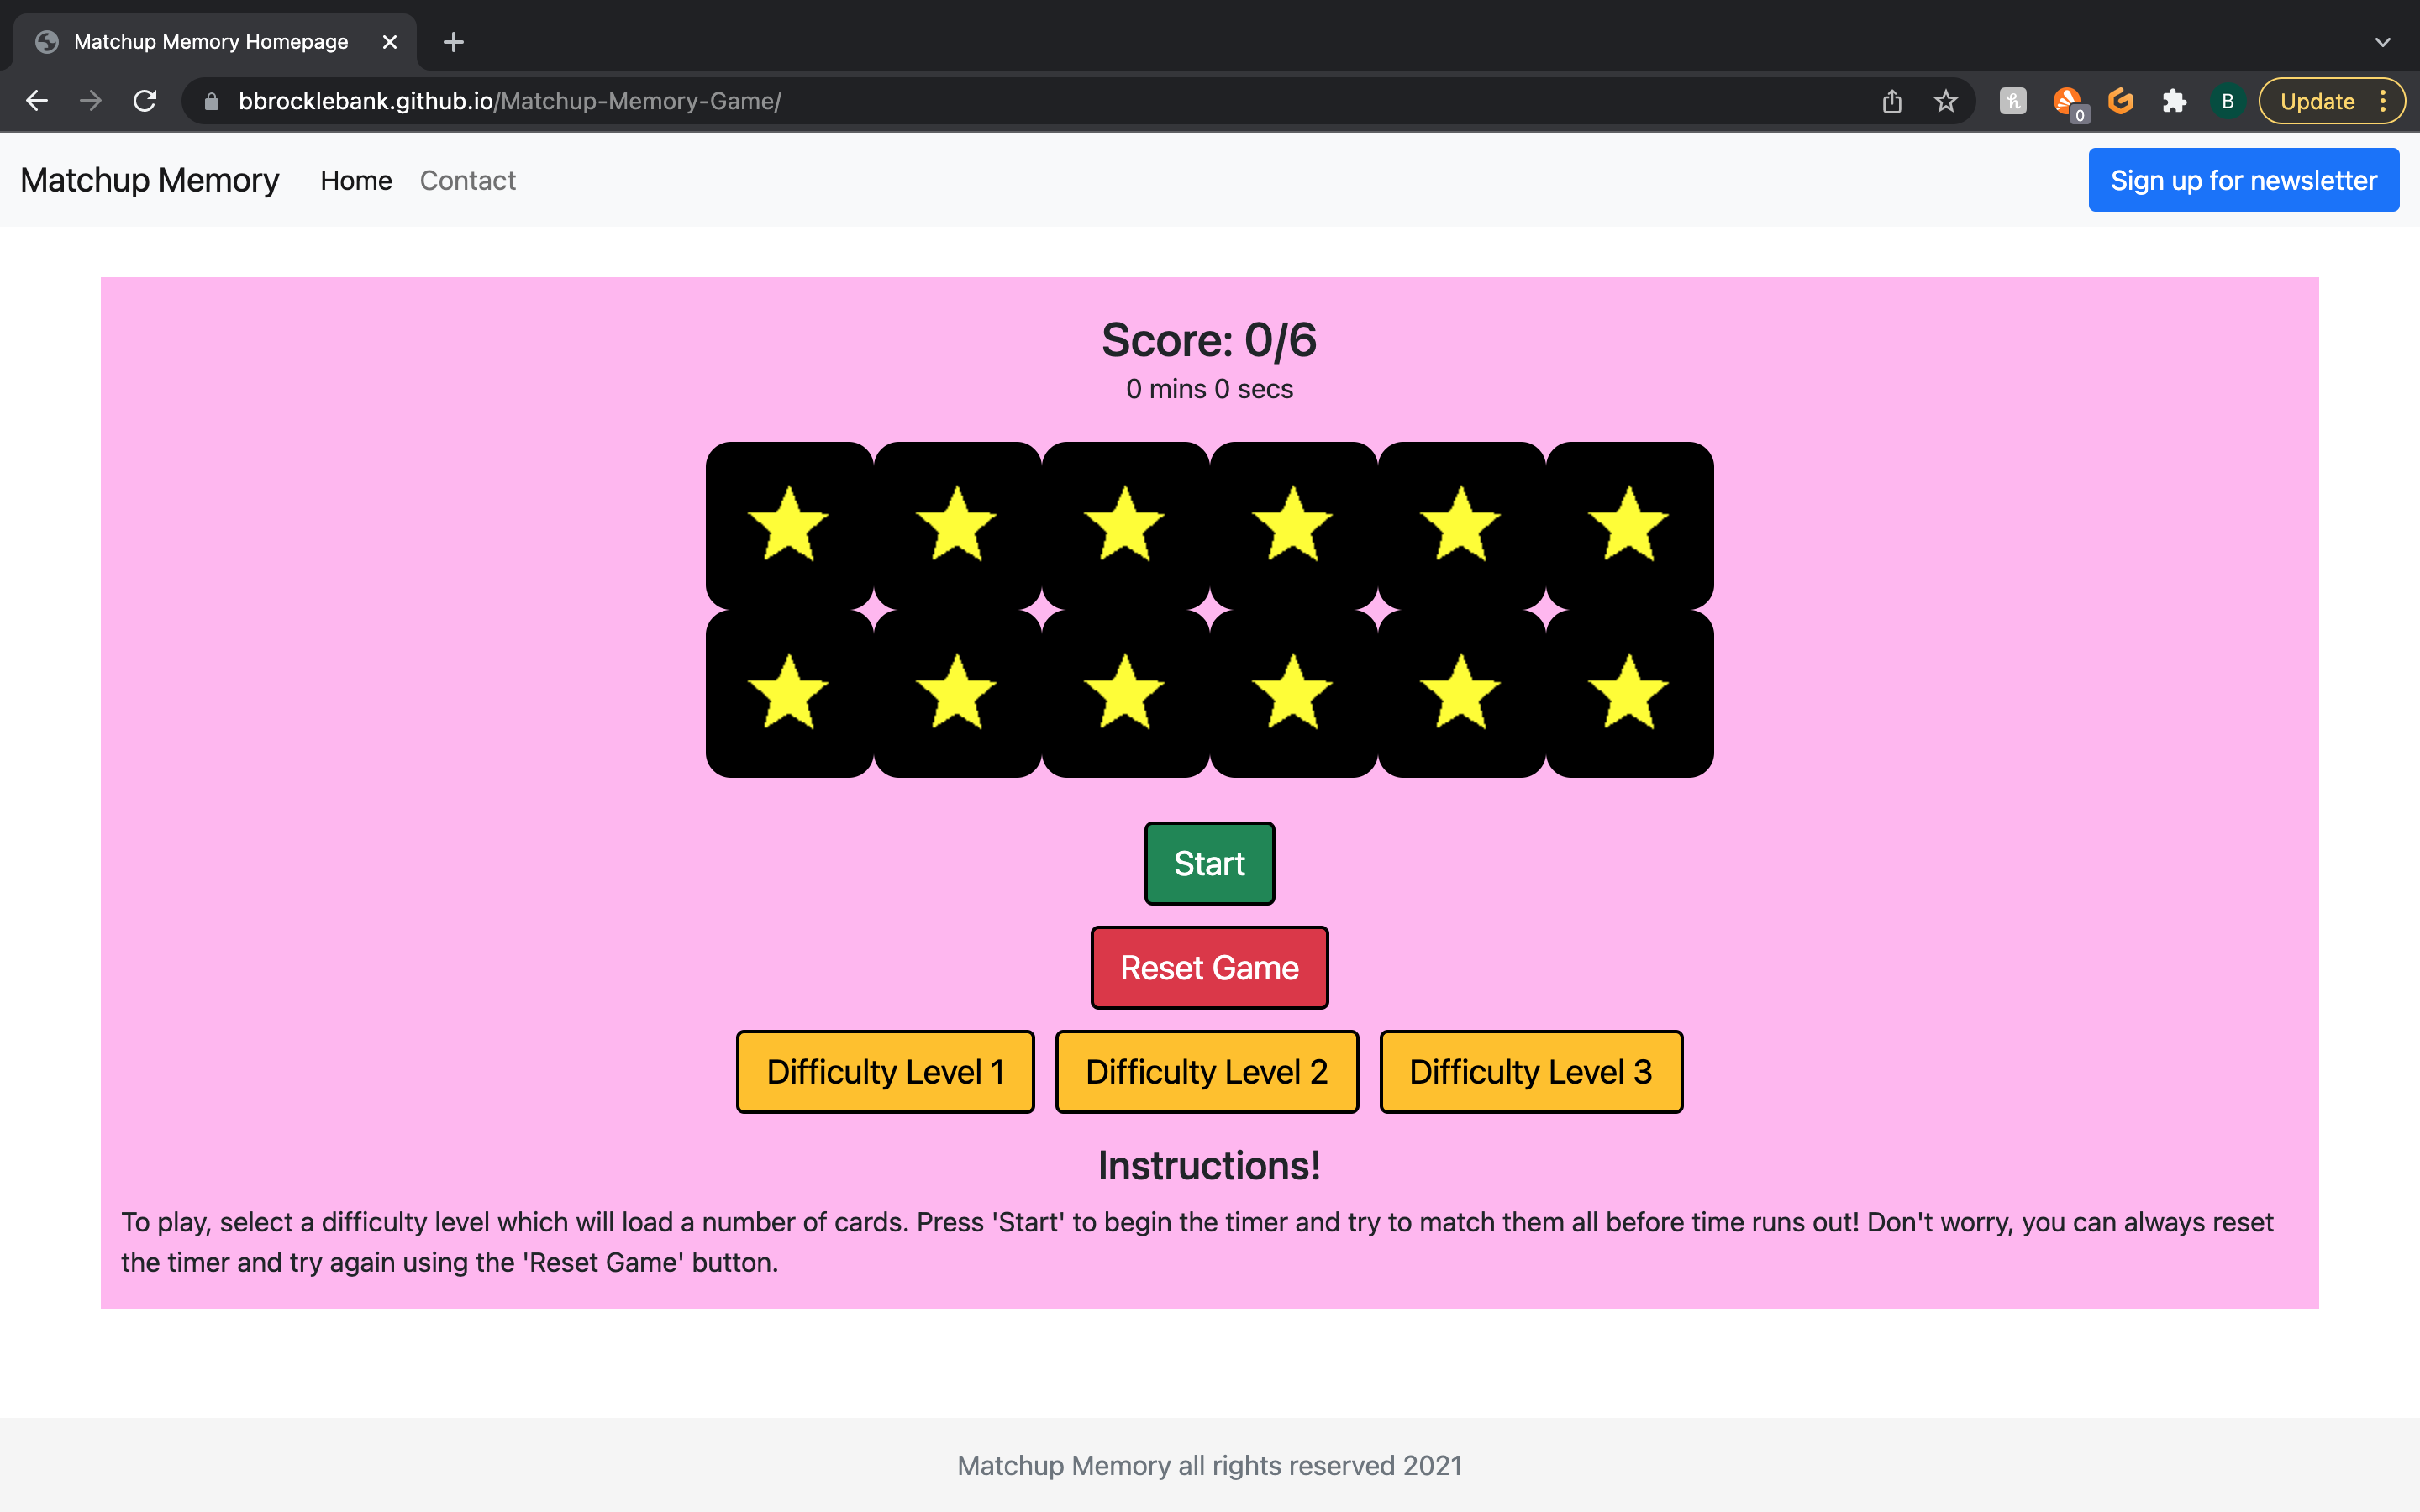 Matchup Memory Homepage
bbrocklebank.github.io/Matchup-Memory-Game/
0
B
Update
Matchup Memory Home Contact Sign up for newsletter
Score: 0/6
0 mins 0 secs
Start
Reset Game
Difficulty Level 1 Difficulty Level 2 Difficulty Level 3
Instructions!
To play, select a difficulty level which will load a number of cards. Press 'Start' to begin the timer and try to match them all before time runs out! Don't worry, you can always reset
the timer and try again using the 'Reset Game' button.
Matchup Memory all rights reserved 2021